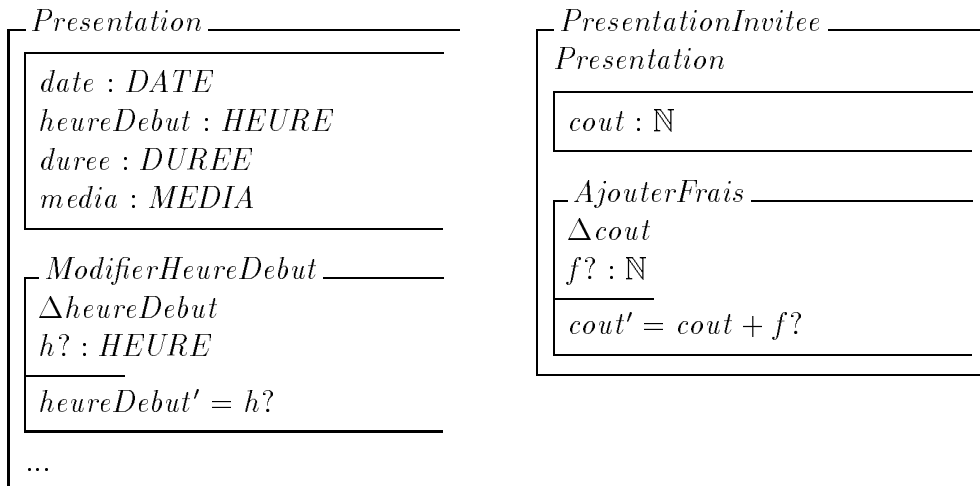 Presentation
date : DATE
heureDebut : HEURE
duree : DUREE
media : MEDIA
ModifierHeureDebut
ΔheureDebut
h? : HEURE
heureDebut′ = h?
...
PresentationInvitee
Presentation
cout : ℕ
AjouterFrais
Δcout
f? : ℕ
cout′ = cout + f?